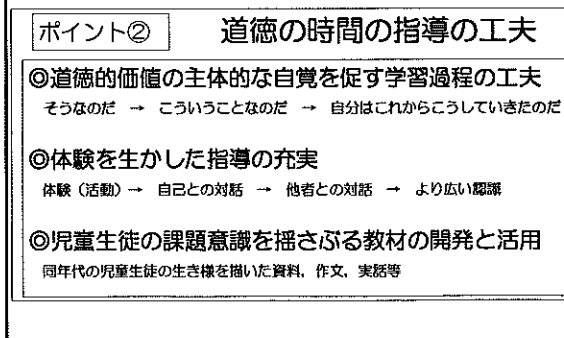 ポイント② 道徳の時間の指導の工夫
◎道徳的価値の主体的な自覚を促す学習過程の工夫
そうなのだ → こういうことなのだ → 自分はこれからこうしていきたのだ
◎体験を生かした指導の充実
体験（活動）→ 自己との対話 → 他者との対話 → より広い認識
◎児童生徒の課題意識を揺さぶる教材の開発と活用
同年代の児童生徒の生き様を描いた資料，作文，実話等